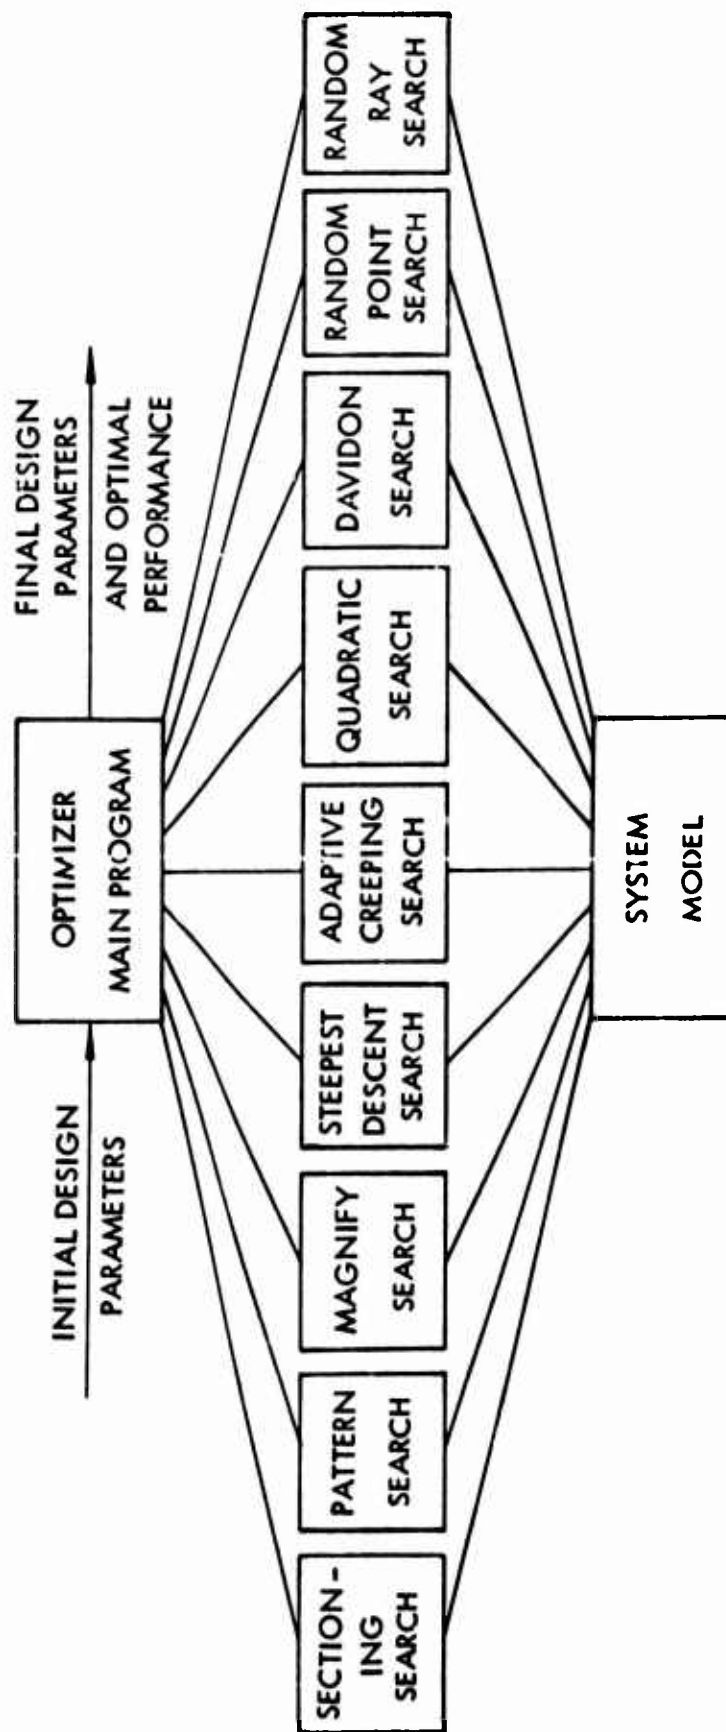 INITIAL DESIGN
PARAMETERS
OPTIMIZER
MAIN PROGRAM
FINAL DESIGN
PARAMETERS
AND OPTIMAL
PERFORMANCE
SECTION-
ING
SEARCH
PATTERN
SEARCH
MAGNIFY
SEARCH
STEEPEST
DESCENT
SEARCH
ADAPTIVE
CREEPING
SEARCH
QUADRATIC
SEARCH
DAVIDON
SEARCH
RANDOM
POINT
SEARCH
RANDOM
RAY
SEARCH
SYSTEM
MODEL